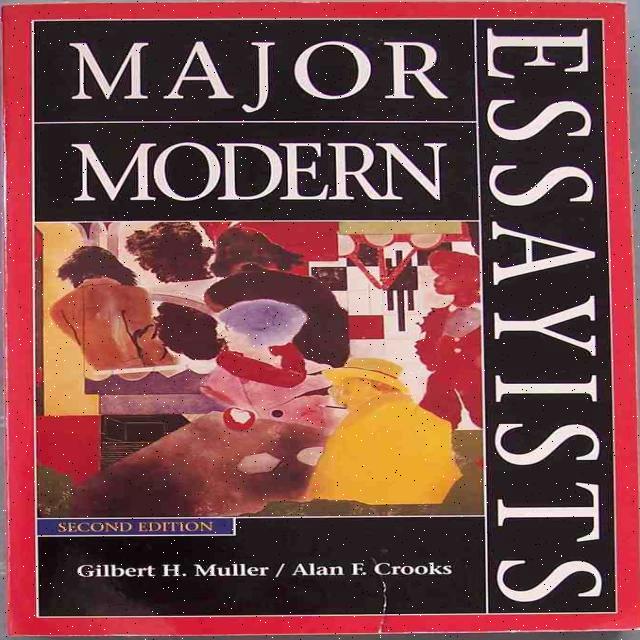 MAJOR
MODERN
ESSAYISTS
SECOND EDITION
Gilbert H. Muller / Alan F. Crooks